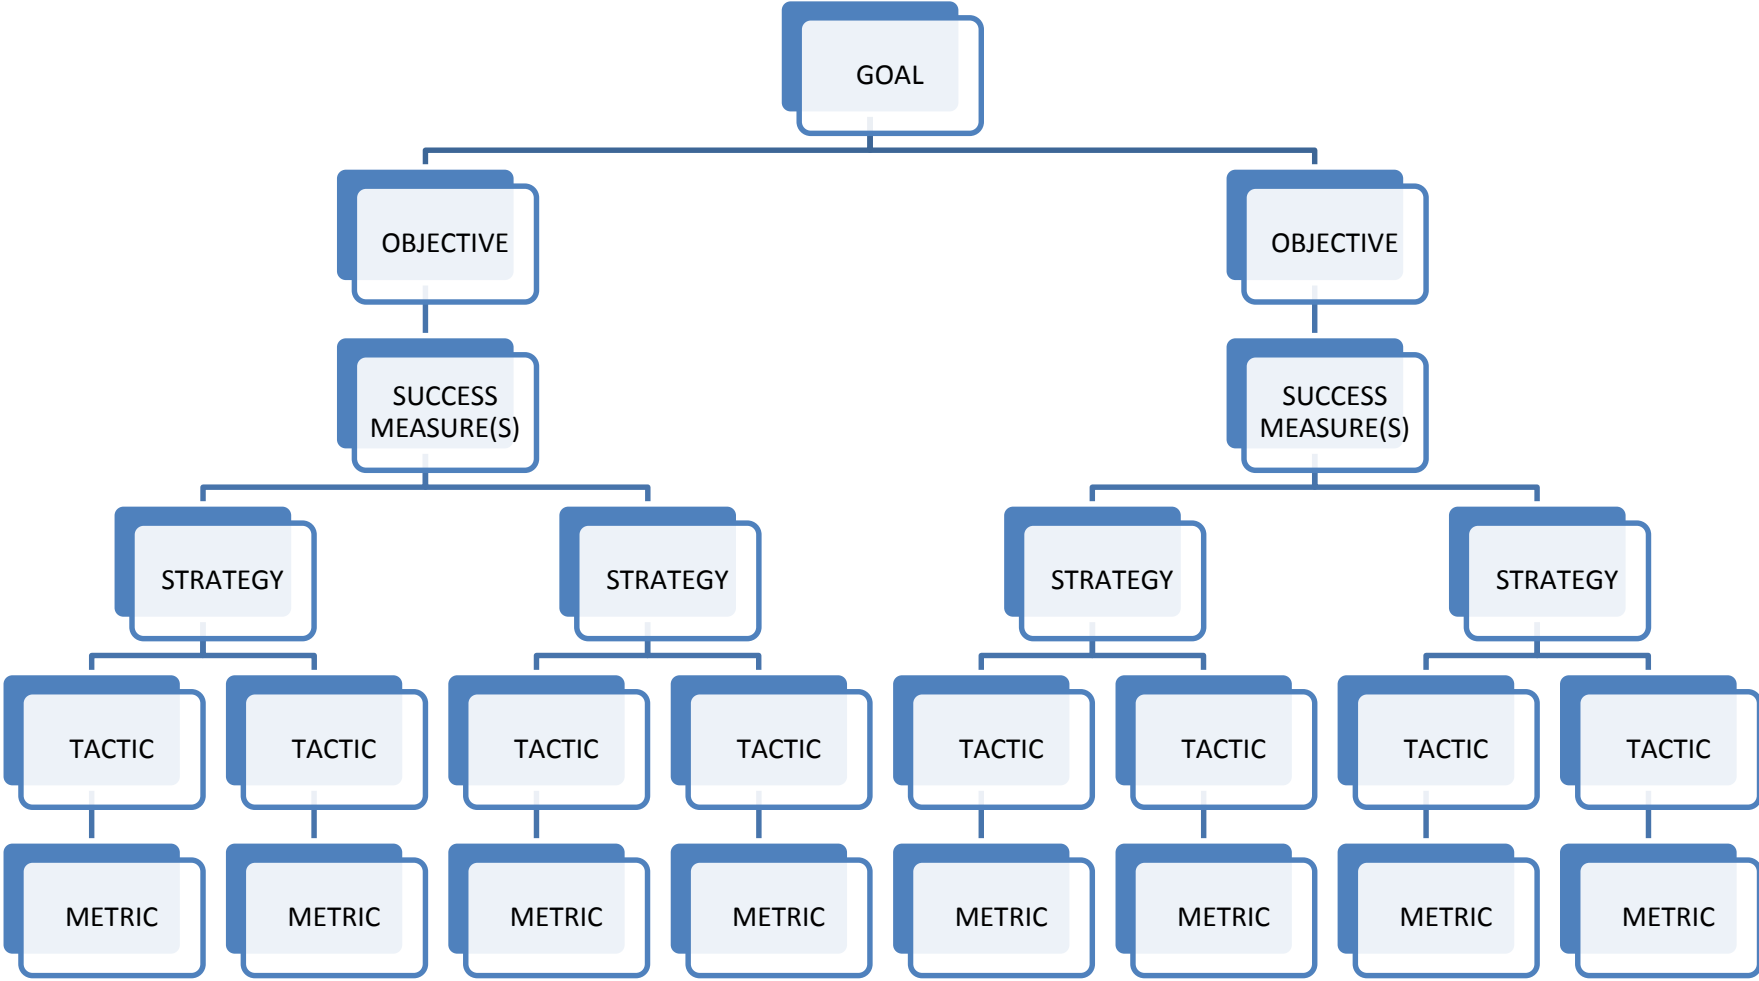 GOAL
OBJECTIVE
OBJECTIVE
SUCCESS
MEASURE(S)
SUCCESS
MEASURE(S)
STRATEGY
STRATEGY
STRATEGY
STRATEGY
TACTIC
TACTIC
TACTIC
TACTIC
TACTIC
TACTIC
TACTIC
TACTIC
METRIC
METRIC
METRIC
METRIC
METRIC
METRIC
METRIC
METRIC